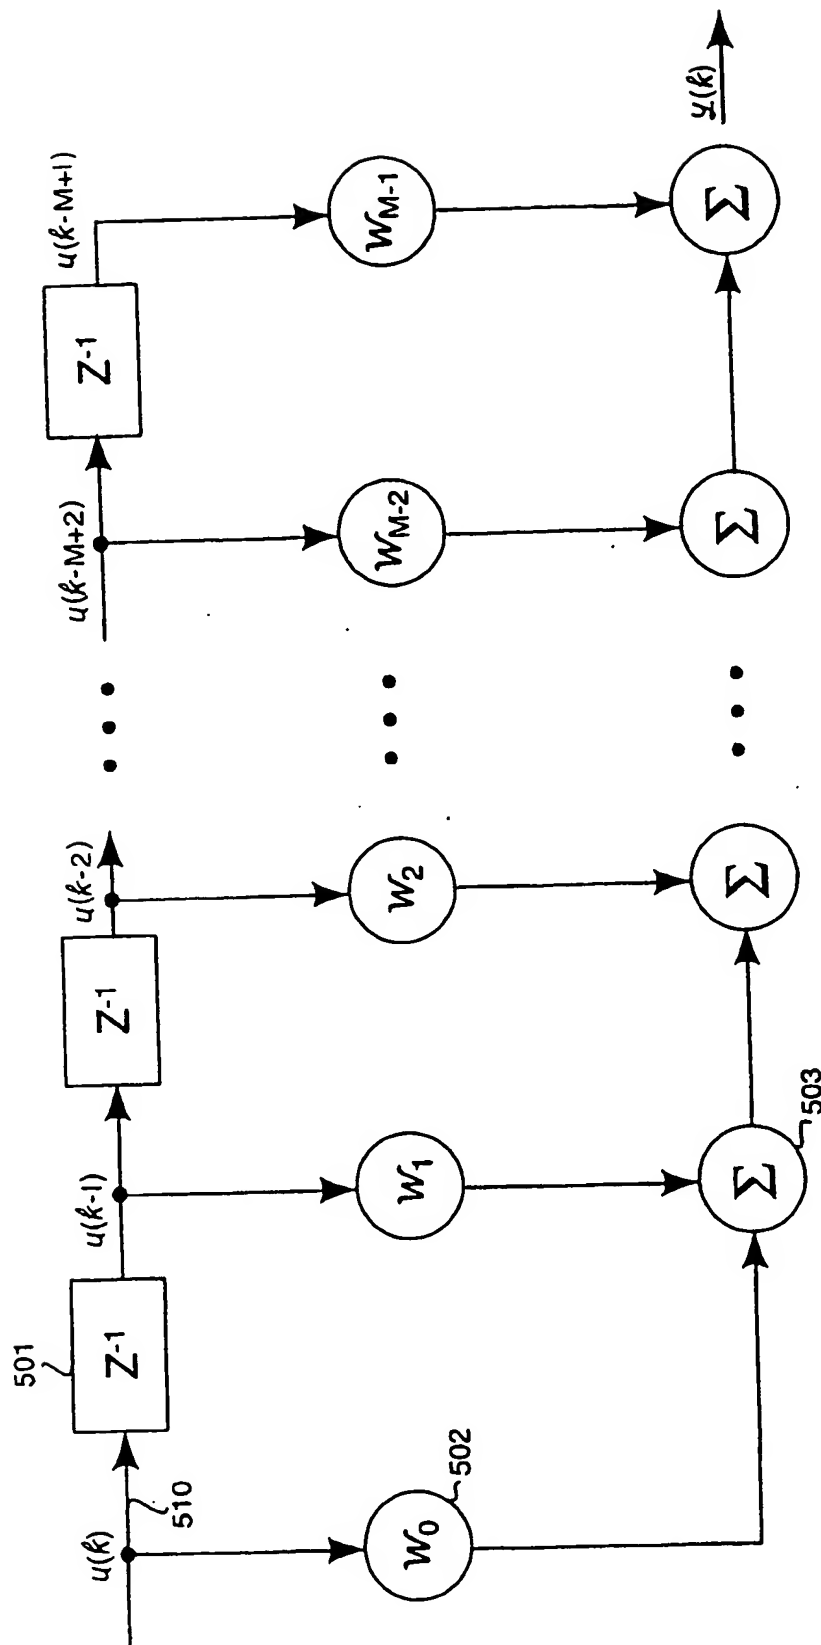 u(k)
510
501
Z-1
u(k-1)
Z-1
u(k-2)
u(k-M+2)
Z-1
u(k-M+1)
W0
502
W1
W2
WM-2
WM-1
Σ
503
Σ
Σ
Σ
y(k)